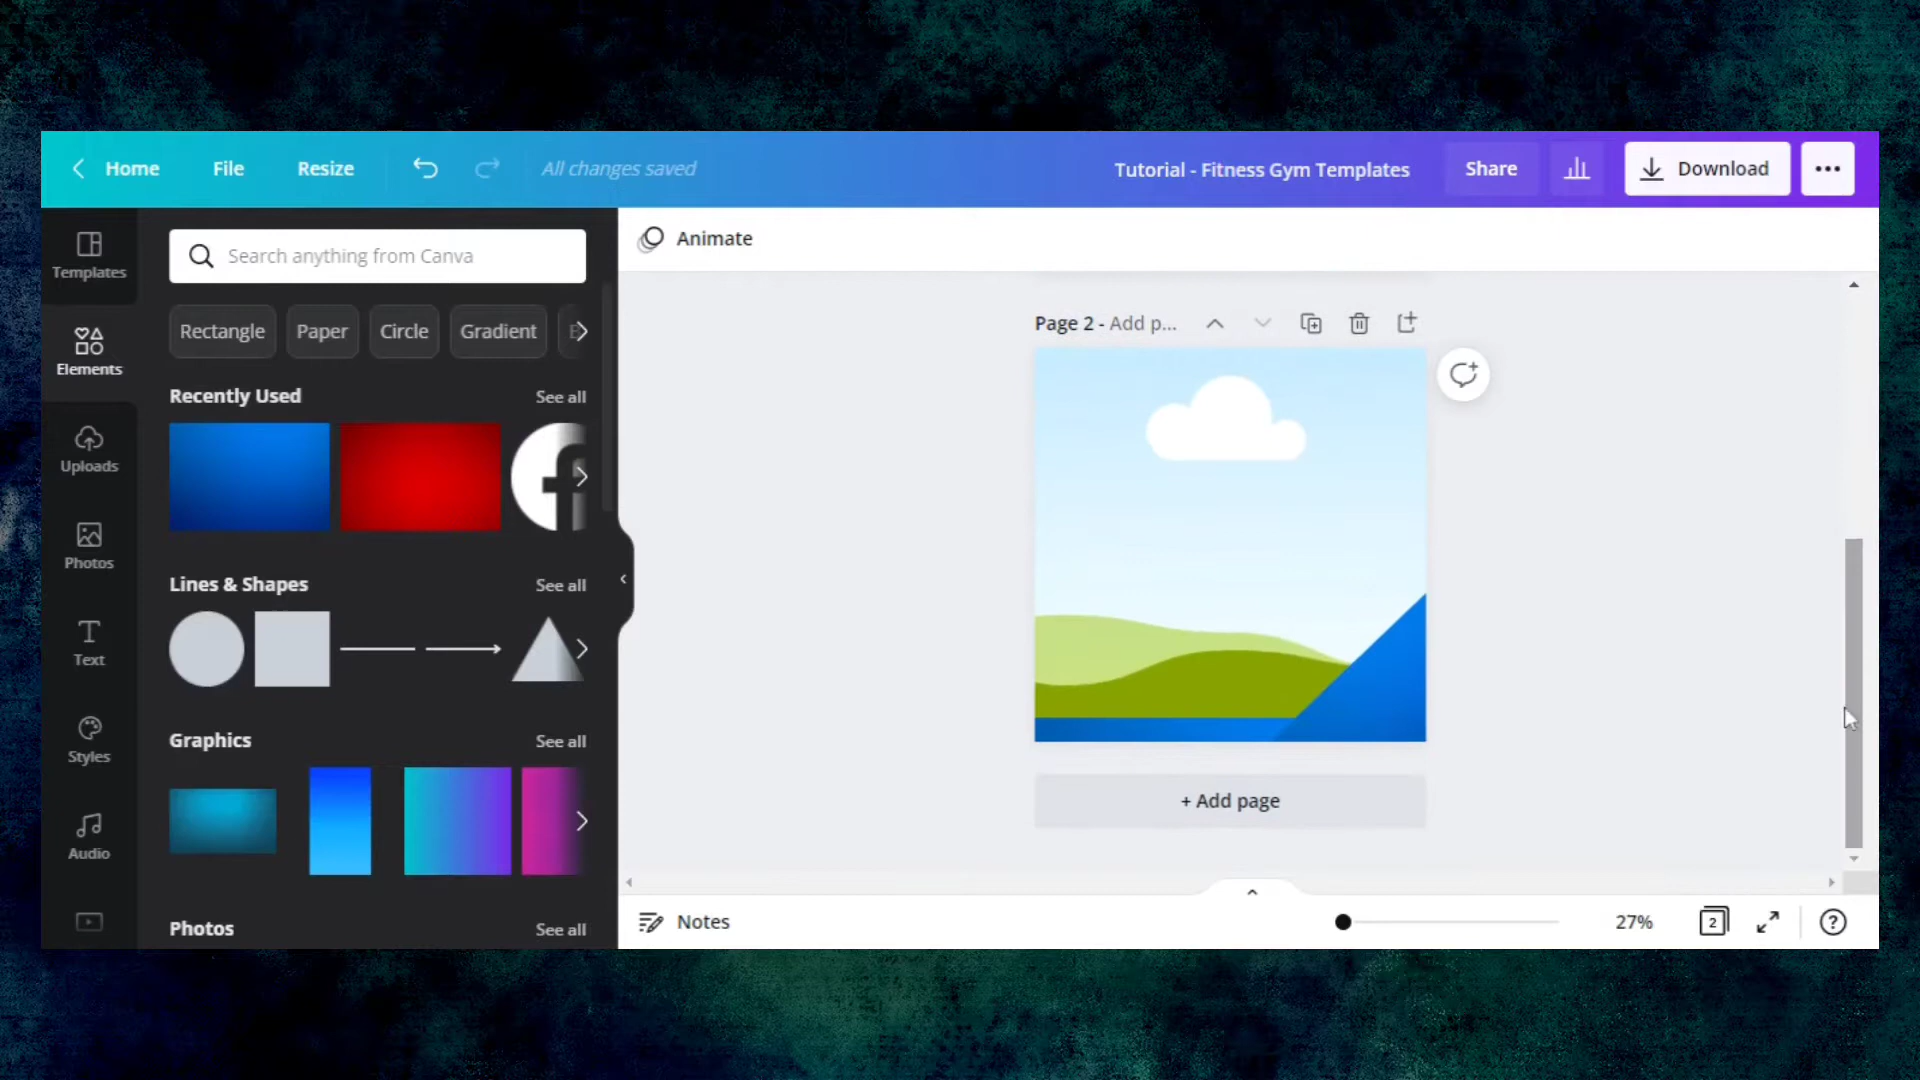 Home File Resize All changes saved Tutorial - Fitness Gym Templates Share Download
Templates
Elements
Uploads
Photos
Text
Styles
Audio
Search anything from Canva
Rectangle Paper Circle Gradient
Recently Used See all
Lines & Shapes See all
Graphics See all
Photos See all
Animate
Page 2 - Add p...
+ Add page
Notes 27% 2 ?